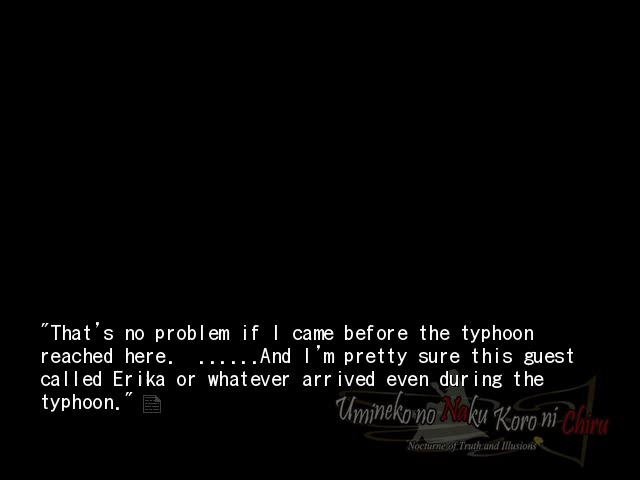 "That's no problem if I came before the typhoon
reached here.  ......And I'm pretty sure this guest
called Erika or whatever arrived even during the
typhoon."
Umineko no Naku Koro ni Chiru
Nocturne of Truth and Illusions